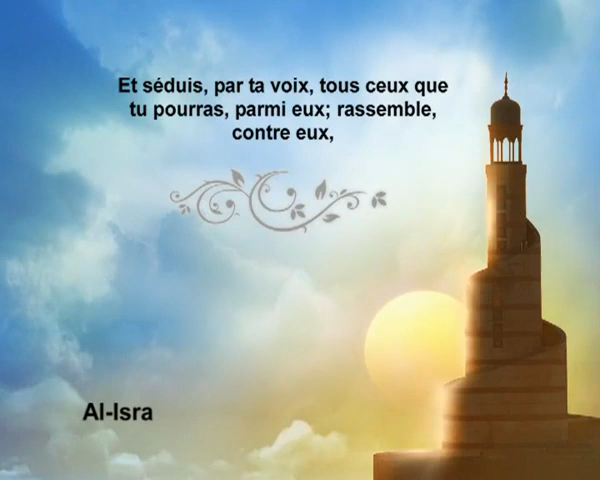 Et séduis, par ta voix, tous ceux que
tu pourras, parmi eux; rassemble,
contre eux,
Al-Isra